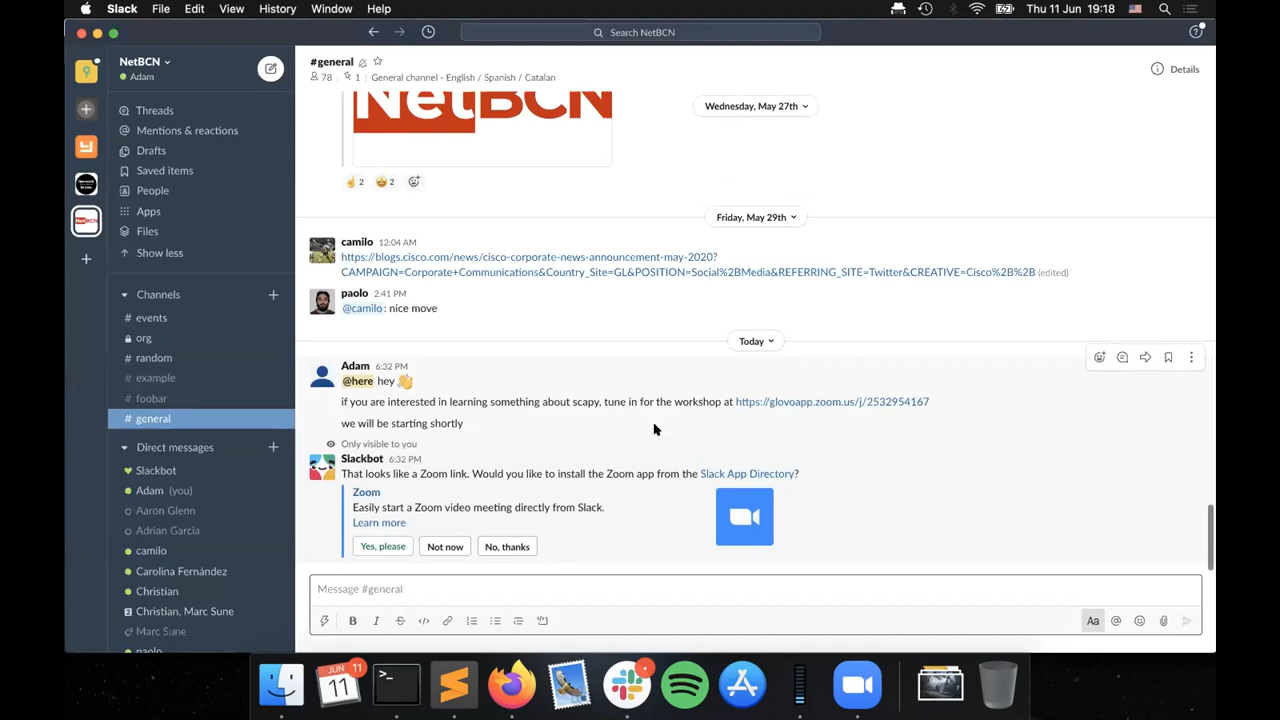 Slack File Edit View History Window Help Thu 11 Jun 19:18
Search NetBCN
NetBCN
Adam
Threads
Mentions & reactions
Drafts
Saved items
People
Apps
Files
Show less
Channels
# events
org
# random
# example
# foobar
# general
Direct messages
Slackbot
Adam (you)
Aaron Glenn
Adrian Garcia
camilo
Carolina Fernández
Christian
2 Christian, Marc Sune
Marc Sune
paolo
#general
78 1 General channel - English / Spanish / Catalan
Details
NetBCN
Wednesday, May 27th
2 2
Friday, May 29th
camilo 12:04 AM
https://blogs.cisco.com/news/cisco-corporate-news-announcement-may-2020?
CAMPAIGN=Corporate+Communications&Country_Site=GL&POSITION=Social%2BMedia&REFERRING_SITE=Twitter&CREATIVE=Cisco%2B%2B (edited)
paolo 2:41 PM
@camilo: nice move
Today
Adam 6:32 PM
@here hey
if you are interested in learning something about scapy, tune in for the workshop at https://glovoapp.zoom.us/j/2532954167
we will be starting shortly
Only visible to you
Slackbot 6:32 PM
That looks like a Zoom link. Would you like to install the Zoom app from the Slack App Directory?
Zoom
Easily start a Zoom video meeting directly from Slack.
Learn more
Yes, please Not now No, thanks
Message #general
B I S </> Aa @
JUN 11
11
>_